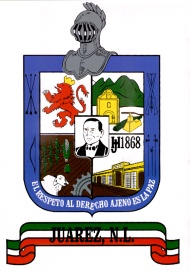 1868
EL RESPETO AL DERECHO AJENO ES LA PAZ
JUAREZ, N.L.